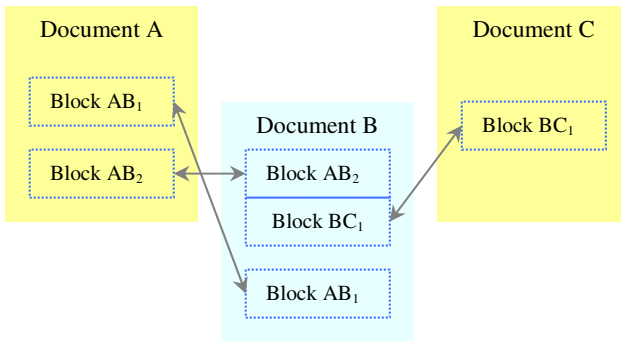 Document A
Block AB₁
Block AB₂
Document B
Block AB₂
Block BC₁
Block AB₁
Document C
Block BC₁